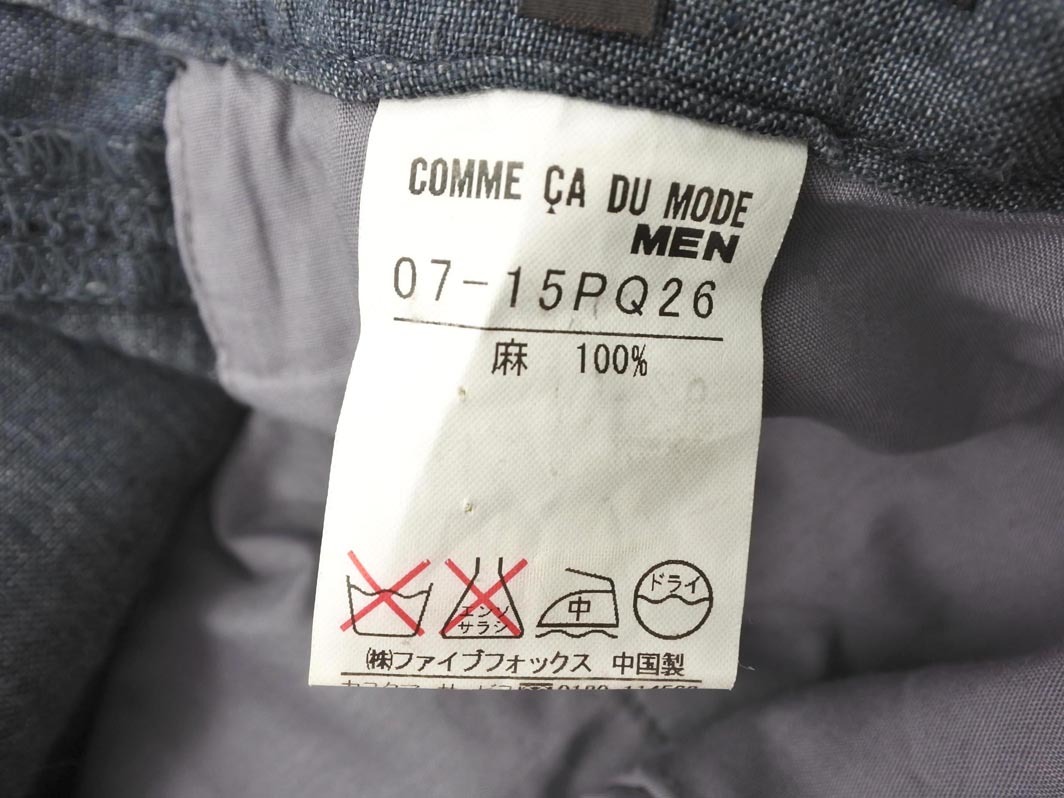 COMME ÇA DU MODE
MEN
07-15PQ26
麻 100%
エンソ
サラシ
中
ドライ
㈱ファイブフォックス 中国製